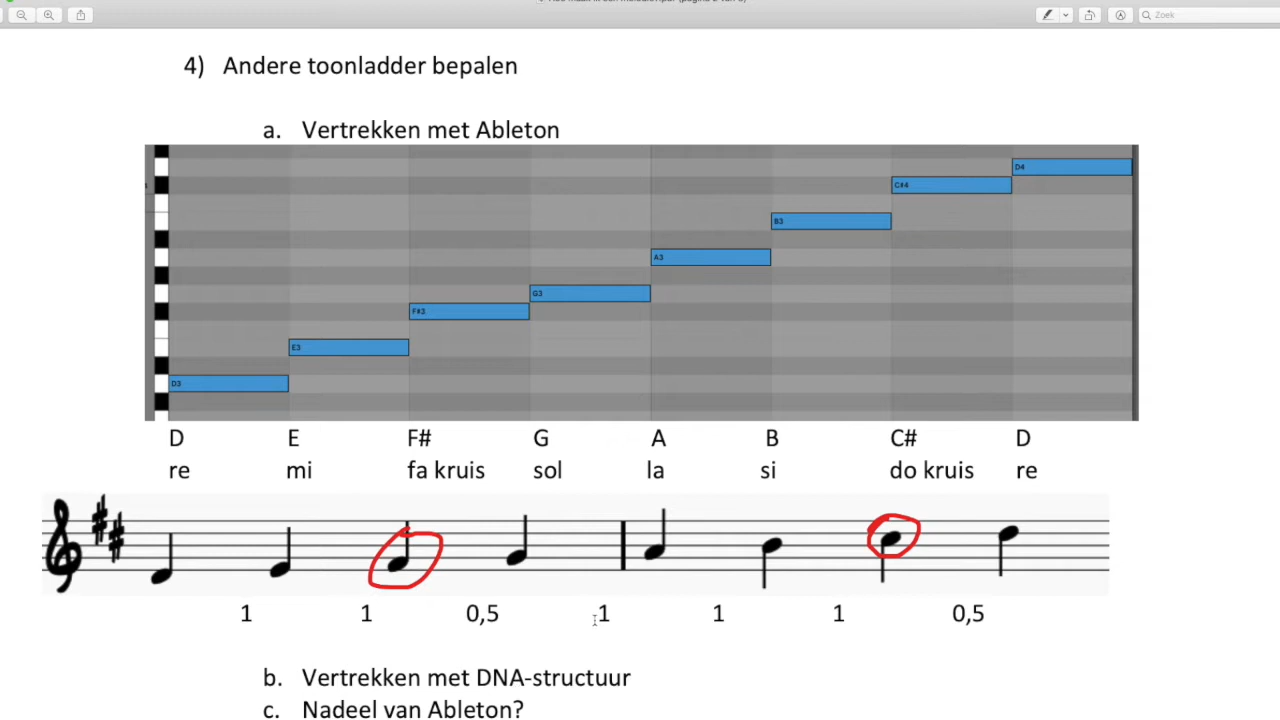 Zoek
4) Andere toonladder bepalen
a. Vertrekken met Ableton
D4
C#4
B3
A3
G3
F#3
E3
D3
D E F# G A B C# D
re mi fa kruis sol la si do kruis re
1 1 0,5 1 1 1 0,5
b. Vertrekken met DNA-structuur
c. Nadeel van Ableton?